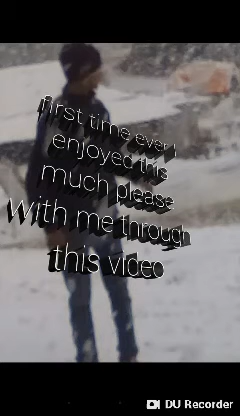 first time ever i
enjoyed this
much please
with me through
this video
DU Recorder